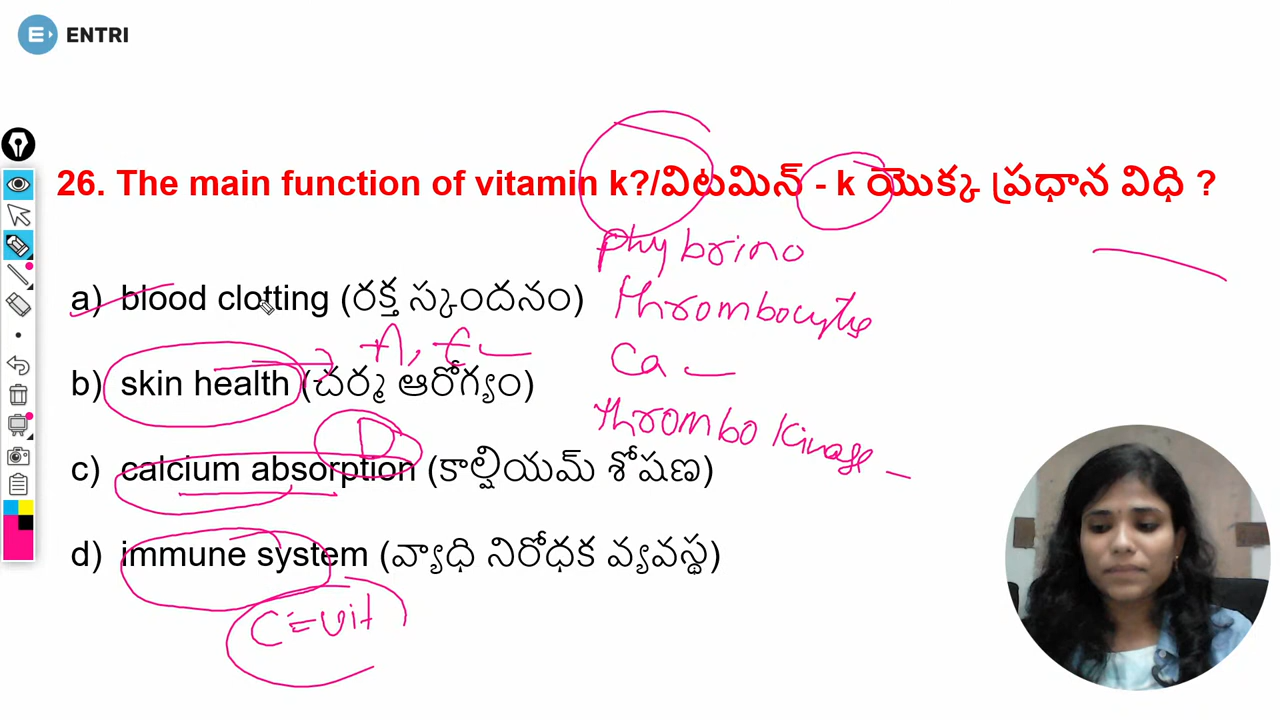 ENTRI
26. The main function of vitamin k?/విటమిన్ - k యొక్క ప్రధాన విధి ?
phybrino
a) blood clotting (రక్త స్కందనం)
thrombocytes
A, E
Ca
b) skin health (చర్మ ఆరోగ్యం)
thrombo kinase
D
c) calcium absorption (కాల్షియమ్ శోషణ)
d) immune system (వ్యాధి నిరోధక వ్యవస్థ)
C = vit